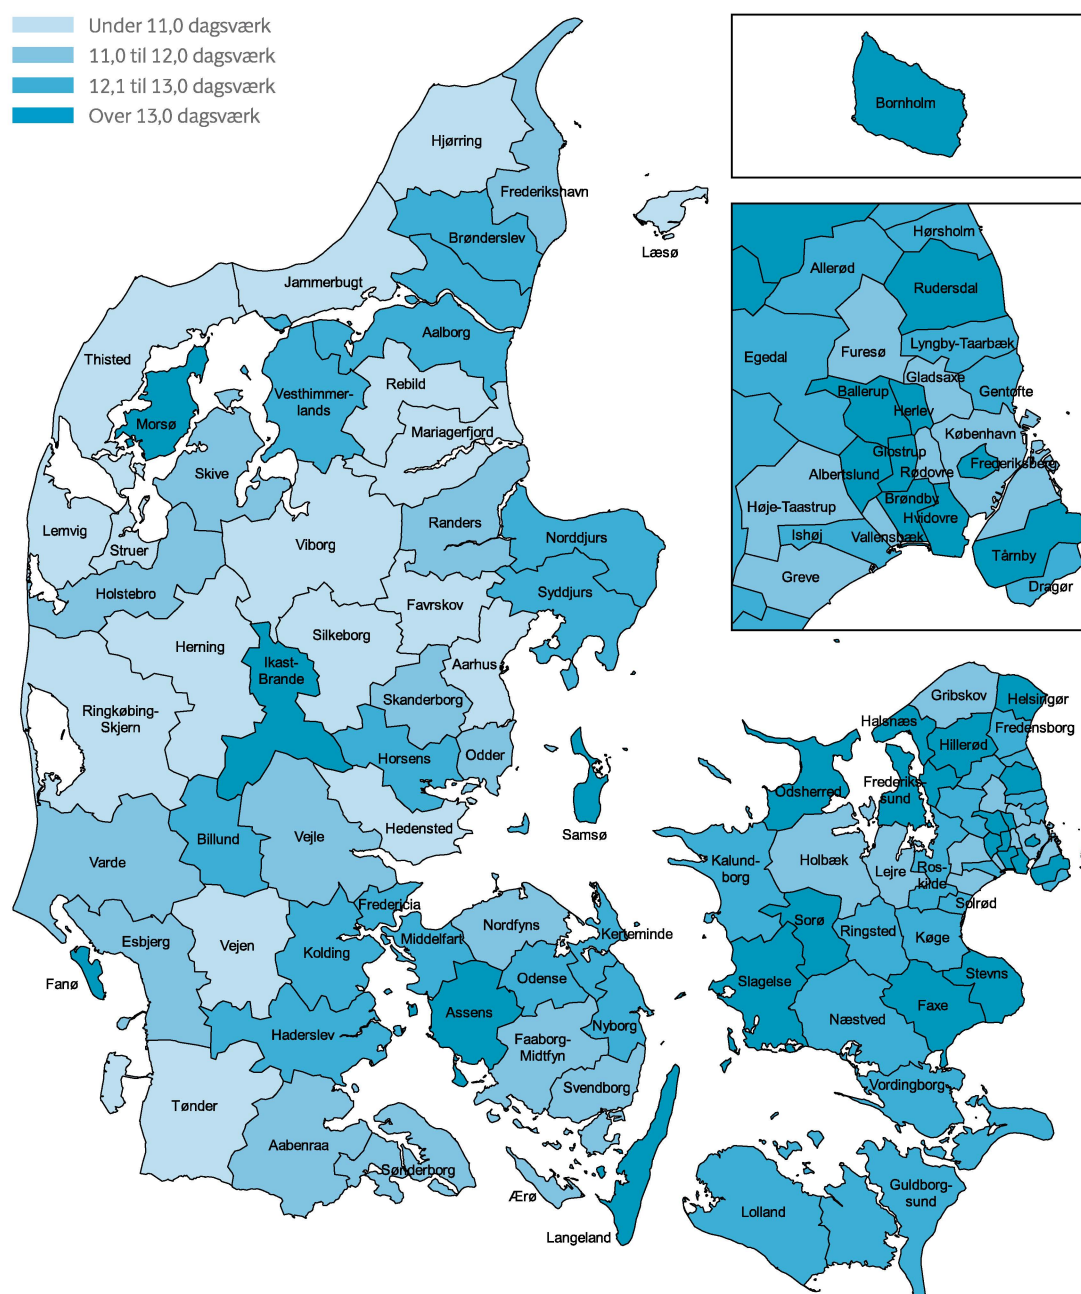 Under 11,0 dagsværk
11,0 til 12,0 dagsværk
12,1 til 13,0 dagsværk
Over 13,0 dagsværk
Bornholm
Hjørring
Frederikshavn
Læsø
Brønderslev
Jammerbugt
Aalborg
Thisted
Rebild
Vesthimmer-
lands
Morsø
Mariagerfjord
Skive
Lemvig
Struer
Viborg
Randers
Norddjurs
Holstebro
Syddjurs
Favrskov
Silkeborg
Herning
Ikast-
Brande
Aarhus
Skanderborg
Ringkøbing-
Skjern
Horsens
Odder
Samsø
Hedensted
Billund
Vejle
Varde
Fredericia
Nordfyns
Middelfart
Kerteminde
Esbjerg
Vejen
Kolding
Odense
Fanø
Assens
Nyborg
Haderslev
Faaborg-
Midtfyn
Svendborg
Tønder
Aabenraa
Sønderborg
Ærø
Langeland
Hørsholm
Allerød
Rudersdal
Lyngby-Taarbæk
Egedal
Furesø
Gladsaxe
Gentofte
Ballerup
Herlev
København
Glostrup
Frederiksberg
Albertslund
Rødovre
Høje-Taastrup
Brøndby
Hvidovre
Ishøj
Vallensbæk
Tårnby
Greve
Dragør
Gribskov
Helsingør
Halsnæs
Fredensborg
Hillerød
Odsherred
Frederiks-
sund
Kalund-
borg
Holbæk
Lejre
Ros-
kilde
Solrød
Sorø
Ringsted
Køge
Slagelse
Stevns
Faxe
Næstved
Vordingborg
Guldborg-
sund
Lolland